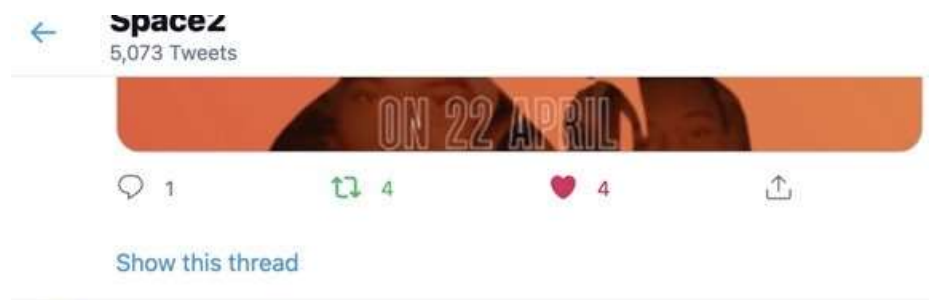 Space2
5,073 Tweets
ON 22 APRIL
1 4 4
Show this thread